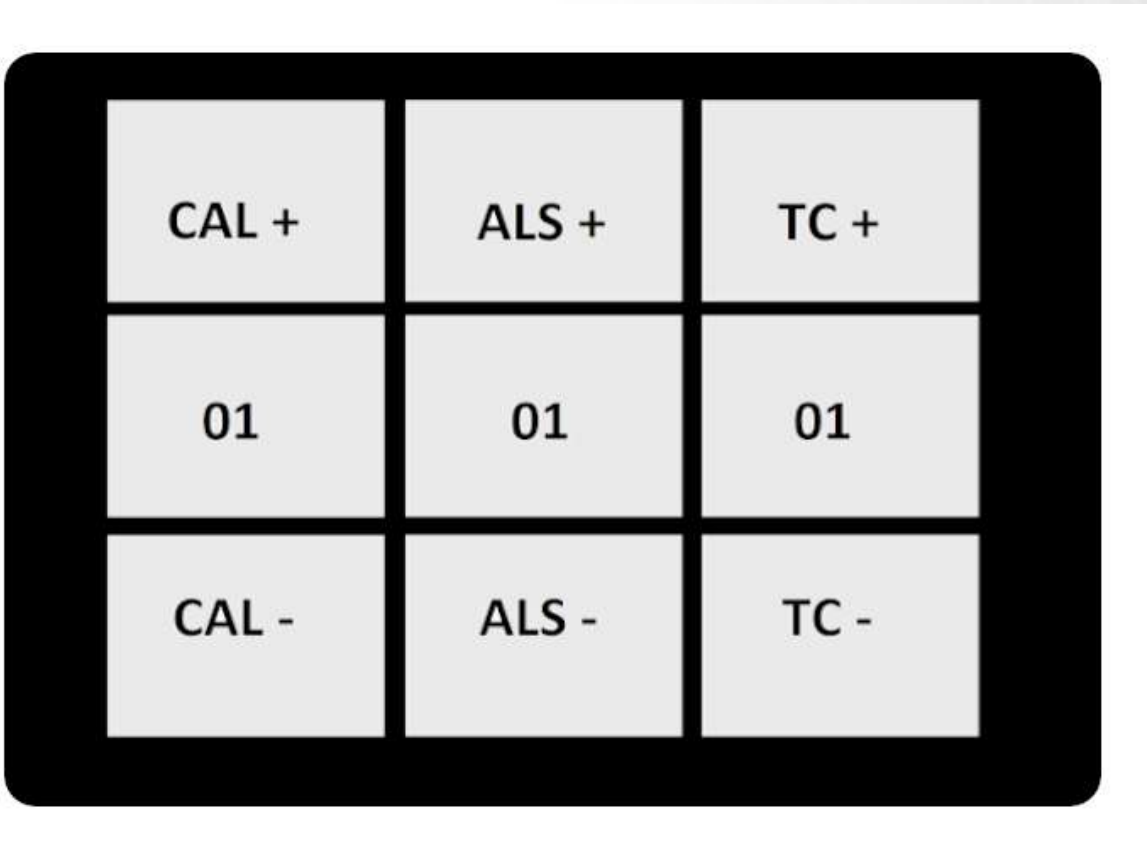 CAL + ALS + TC +
01 01 01
CAL - ALS - TC -